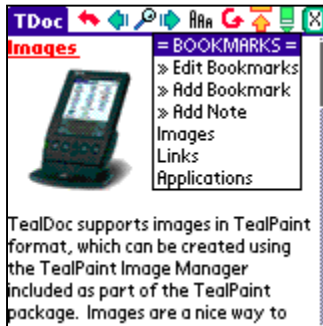 TDoc AAA
Images
= BOOKMARKS =
» Edit Bookmarks
» Add Bookmark
» Add Note
Images
Links
Applications
TealDoc supports images in TealPaint
format, which can be created using
the TealPaint Image Manager
included as part of the TealPaint
package. Images are a nice way to